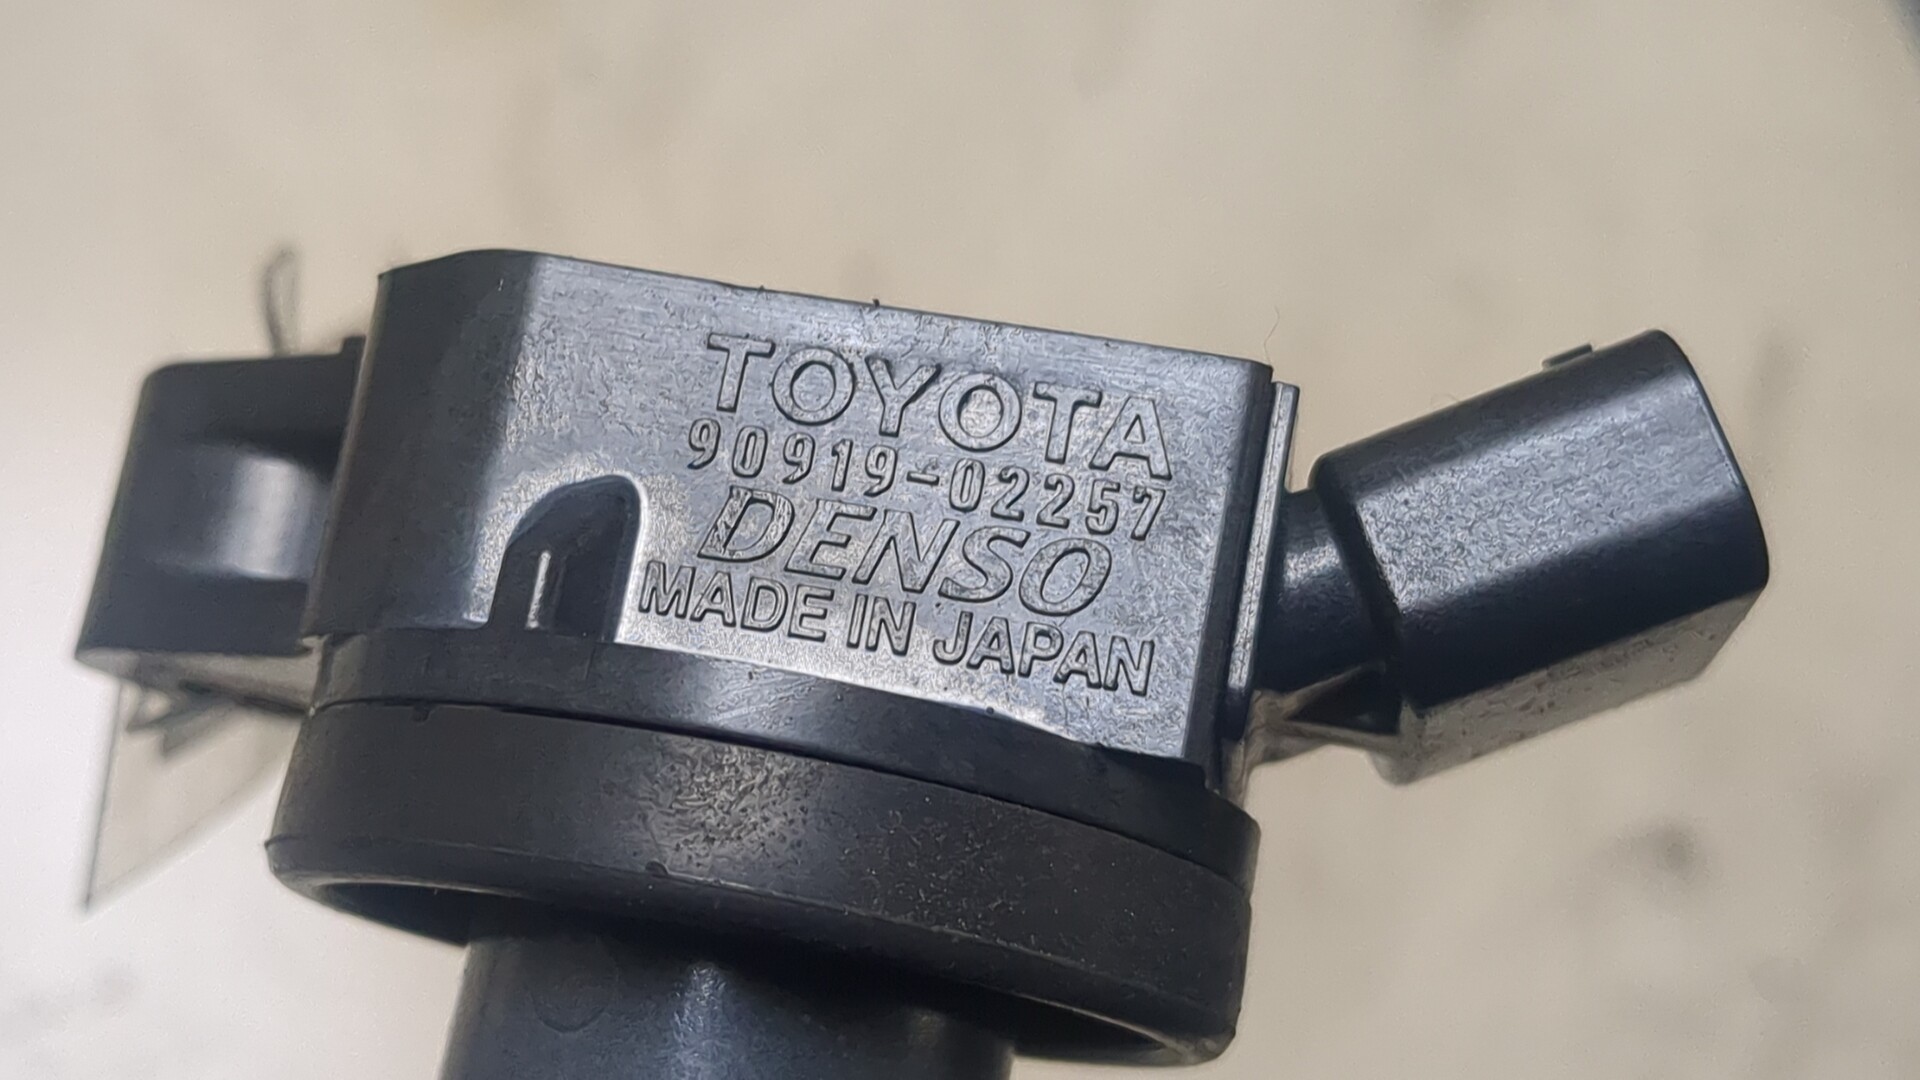 TOYOTA
90919-02257
DENSO
MADE IN JAPAN